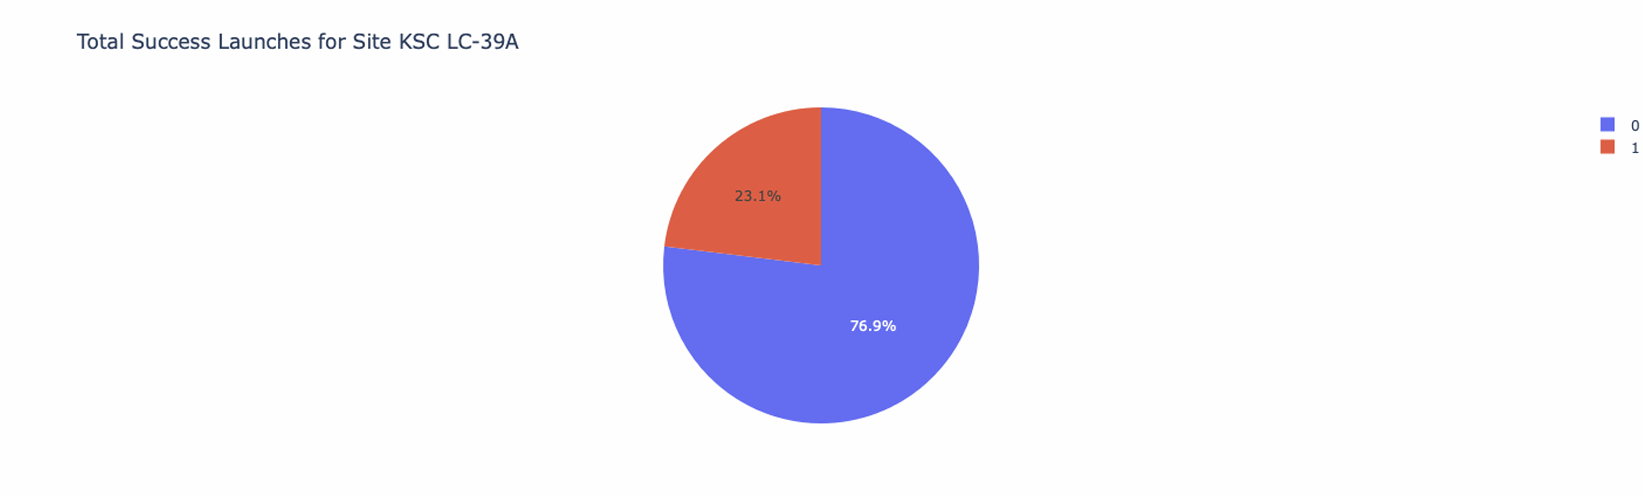 Total Success Launches for Site KSC LC-39A
0
1
23.1%
76.9%